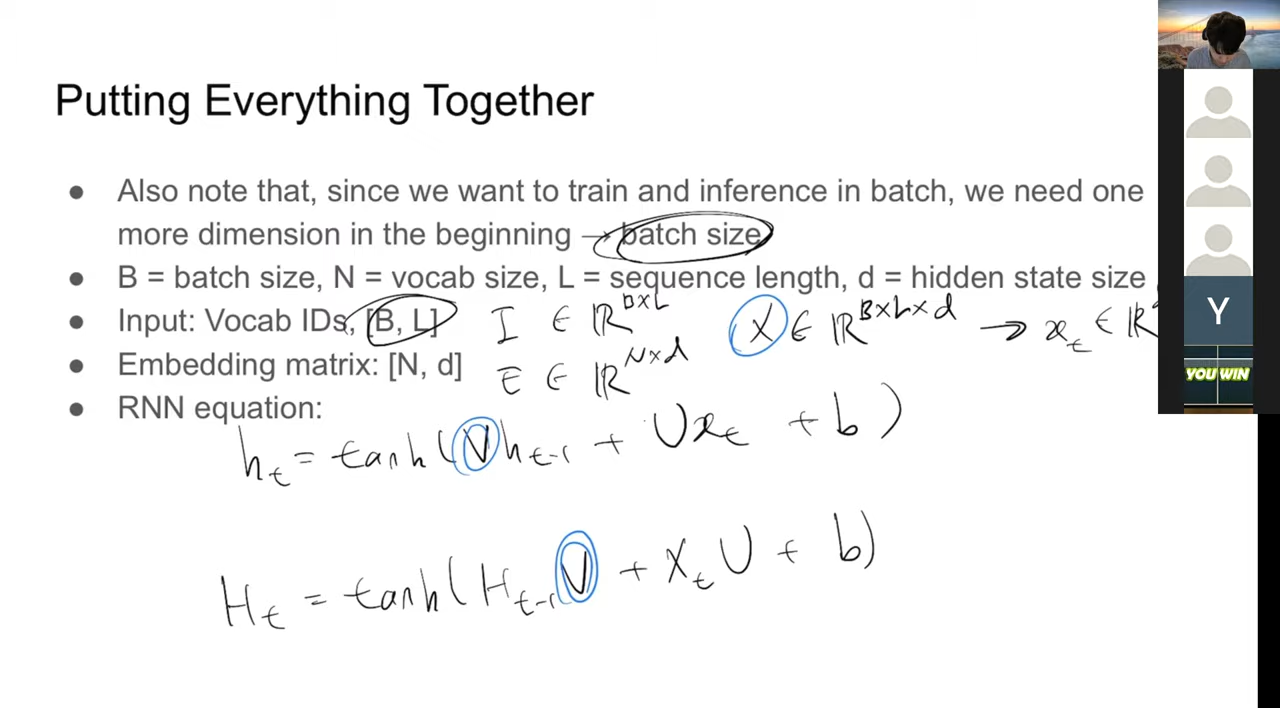 Putting Everything Together
● Also note that, since we want to train and inference in batch, we need one
more dimension in the beginning → batch size
● B = batch size, N = vocab size, L = sequence length, d = hidden state size
● Input: Vocab IDs, [B, L] I ∈ ℝ^{B×L} X ∈ ℝ^{B×L×d} → x_t ∈ ℝ
● Embedding matrix: [N, d] E ∈ ℝ^{N×d}
● RNN equation:
h_t = tanh(V h_{t-1} + U x_t + b)
H_t = tanh(H_{t-1} V + X_t U + b)
Y
YOU WIN